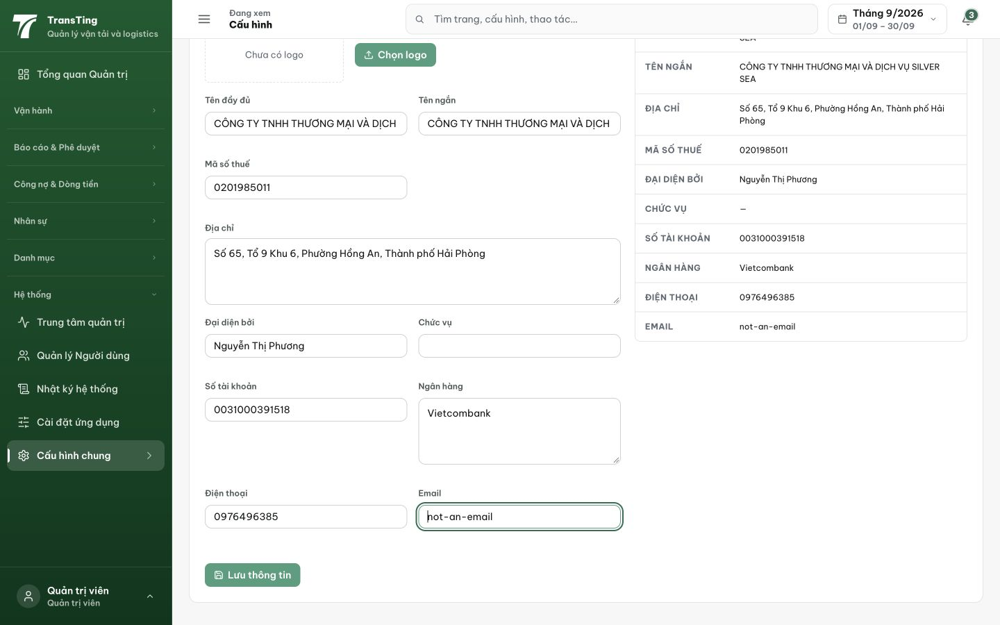 TransTing
Quản lý vận tải và logistics
Tổng quan Quản trị
Vận hành
Báo cáo & Phê duyệt
Công nợ & Dòng tiền
Nhân sự
Danh mục
Hệ thống
Trung tâm quản trị
Quản lý Người dùng
Nhật ký hệ thống
Cài đặt ứng dụng
Cấu hình chung
Quản trị viên
Quản trị viên
Đang xem
Cấu hình
Tìm trang, cấu hình, thao tác...
Tháng 9/2026
01/09 – 30/09
3
Chưa có logo
Chọn logo
Tên đầy đủ
Tên ngắn
CÔNG TY TNHH THƯƠNG MẠI VÀ DỊCH
CÔNG TY TNHH THƯƠNG MẠI VÀ DỊCH
Mã số thuế
0201985011
Địa chỉ
Số 65, Tổ 9 Khu 6, Phường Hồng An, Thành phố Hải Phòng
Đại diện bởi
Chức vụ
Nguyễn Thị Phương
Số tài khoản
Ngân hàng
0031000391518
Vietcombank
Điện thoại
Email
0976496385
not-an-email
Lưu thông tin
SEA
TÊN NGẮN
CÔNG TY TNHH THƯƠNG MẠI VÀ DỊCH VỤ SILVER
SEA
ĐỊA CHỈ
Số 65, Tổ 9 Khu 6, Phường Hồng An, Thành phố Hải
Phòng
MÃ SỐ THUẾ
0201985011
ĐẠI DIỆN BỞI
Nguyễn Thị Phương
CHỨC VỤ
—
SỐ TÀI KHOẢN
0031000391518
NGÂN HÀNG
Vietcombank
ĐIỆN THOẠI
0976496385
EMAIL
not-an-email